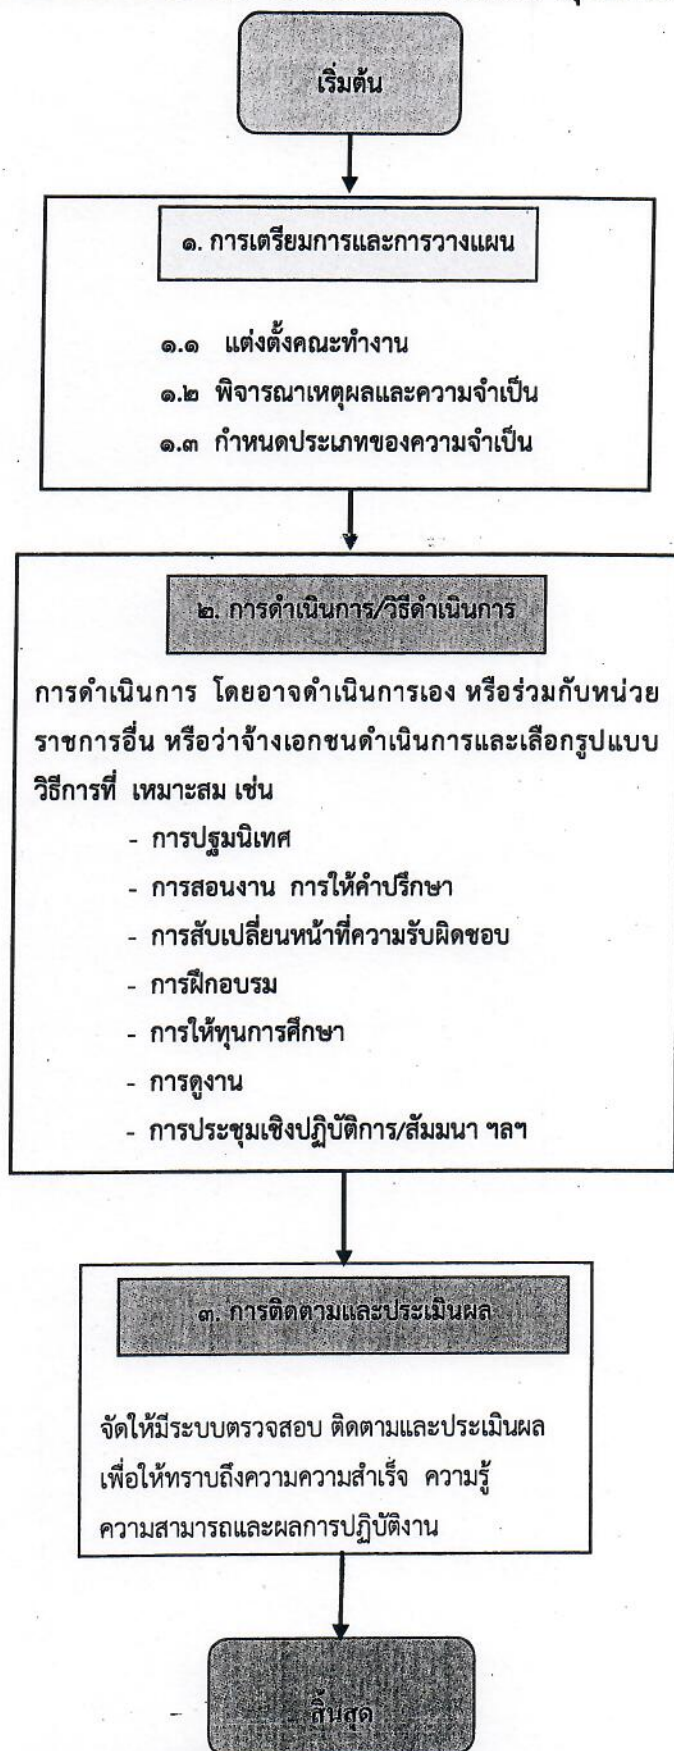 เริ่มต้น
๑. การเตรียมการและการวางแผน
๑.๑ แต่งตั้งคณะทำงาน
๑.๒ พิจารณาเหตุผลและความจำเป็น
๑.๓ กำหนดประเภทของความจำเป็น
๒. การดำเนินการ/วิธีดำเนินการ
การดำเนินการ โดยอาจดำเนินการเอง หรือร่วมกับหน่วย
ราชการอื่น หรือว่าจ้างเอกชนดำเนินการและเลือกรูปแบบ
วิธีการที่ เหมาะสม เช่น
- การปฐมนิเทศ
- การสอนงาน การให้คำปรึกษา
- การสับเปลี่ยนหน้าที่ความรับผิดชอบ
- การฝึกอบรม
- การให้ทุนการศึกษา
- การดูงาน
- การประชุมเชิงปฏิบัติการ/สัมมนา ฯลฯ
๓. การติดตามและประเมินผล
จัดให้มีระบบตรวจสอบ ติดตามและประเมินผล
เพื่อให้ทราบถึงความความสำเร็จ ความรู้
ความสามารถและผลการปฏิบัติงาน
สิ้นสุด